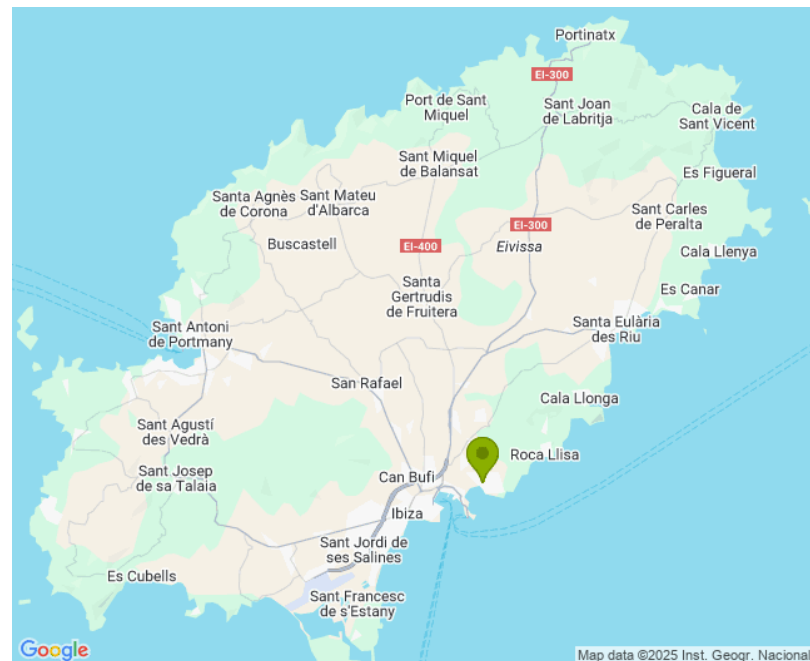 Portinatx
EI-300
Port de Sant
Miquel
Sant Joan
de Labritja
Cala de
Sant Vicent
Sant Miquel
de Balansat
Es Figueral
Santa Agnès
de Corona
Sant Mateu
d'Albarca
Sant Carles
de Peralta
EI-300
Buscastell
EI-400
Eivissa
Cala Llenya
Santa
Gertrudis
de Fruitera
Es Canar
Sant Antoni
de Portmany
Santa Eulària
des Riu
San Rafael
Cala Llonga
Sant Agustí
des Vedrà
Roca Llisa
Sant Josep
de sa Talaia
Can Bufi
Ibiza
Sant Jordi de
ses Salines
Es Cubells
Sant Francesc
de s'Estany
Google
Map data ©2025 Inst. Geogr. Nacional